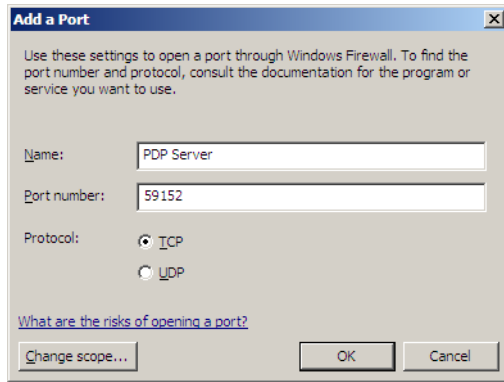 Add a Port
Use these settings to open a port through Windows Firewall. To find the
port number and protocol, consult the documentation for the program or
service you want to use.
Name:
PDP Server
Port number:
59152
Protocol:
TCP
UDP
What are the risks of opening a port?
Change scope...
OK
Cancel